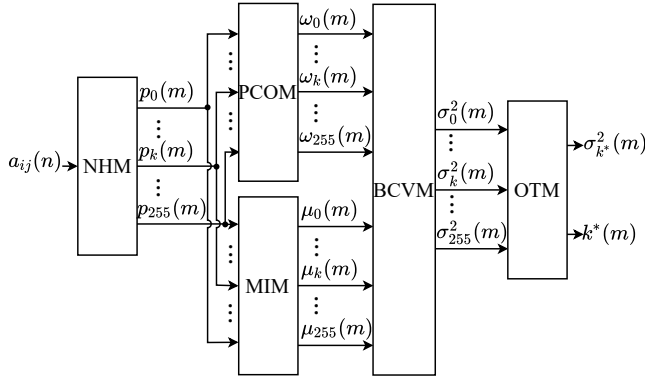 a_{ij}(n)
NHM
p_0(m)
⋮
p_k(m)
⋮
p_{255}(m)
PCOM
MIM
ω_0(m)
⋮
ω_k(m)
⋮
ω_{255}(m)
μ_0(m)
⋮
μ_k(m)
⋮
μ_{255}(m)
BCVM
σ_0^2(m)
⋮
σ_k^2(m)
⋮
σ_{255}^2(m)
OTM
σ_{k*}^2(m)
k^*(m)